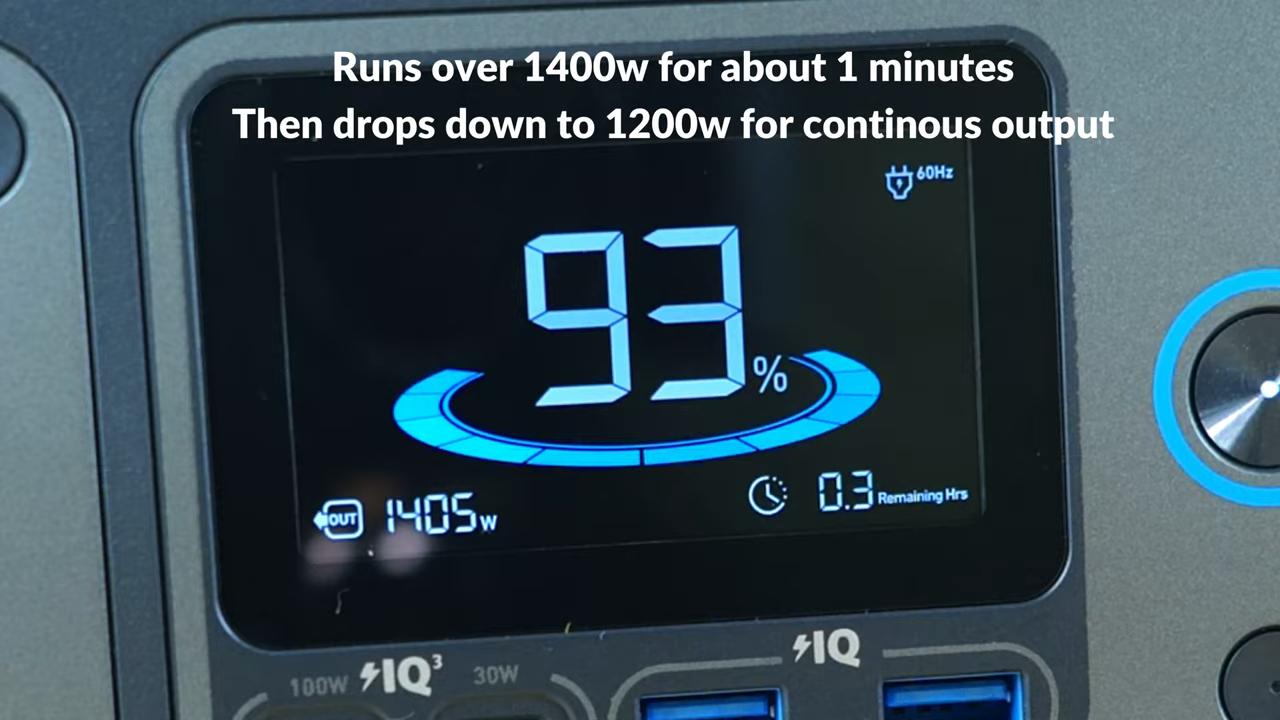 Runs over 1400w for about 1 minutes
Then drops down to 1200w for continous output
60Hz
93%
OUT 1405W
0.3 Remaining Hrs
IQ
100W IQ³ 30W